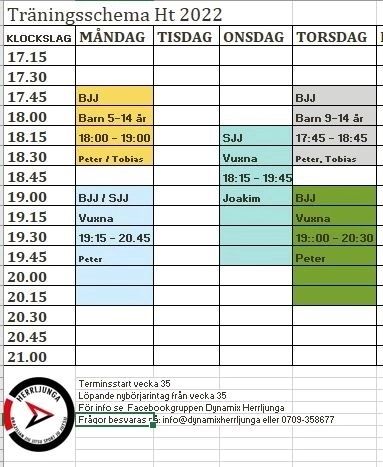 Träningsschema Ht 2022
KLOCKSLAG MÅNDAG TISDAG ONSDAG TORSDAG
17.15
17.30
17.45 BJJ BJJ
18.00 Barn 5-14 år Barn 9-14 år
18.15 18:00 - 19:00 SJJ 17:45 - 18:45
18.30 Peter / Tobias Vuxna Peter, Tobias
18.45 18:15 - 19:45
19.00 BJJ / SJJ Joakim BJJ
19.15 Vuxna Vuxna
19.30 19:15 - 20.45 19.:00 - 20:30
19.45 Peter Peter
20.00
20.15
20.30
20.45
21.00
Terminsstart vecka 35
Löpande nybörjarintag från vecka 35
För info se Facebookgruppen Dynamix Herrljunga
Frågor besvaras på: info@dynamixherrljunga eller 0709-358677
HERRLJUNGA